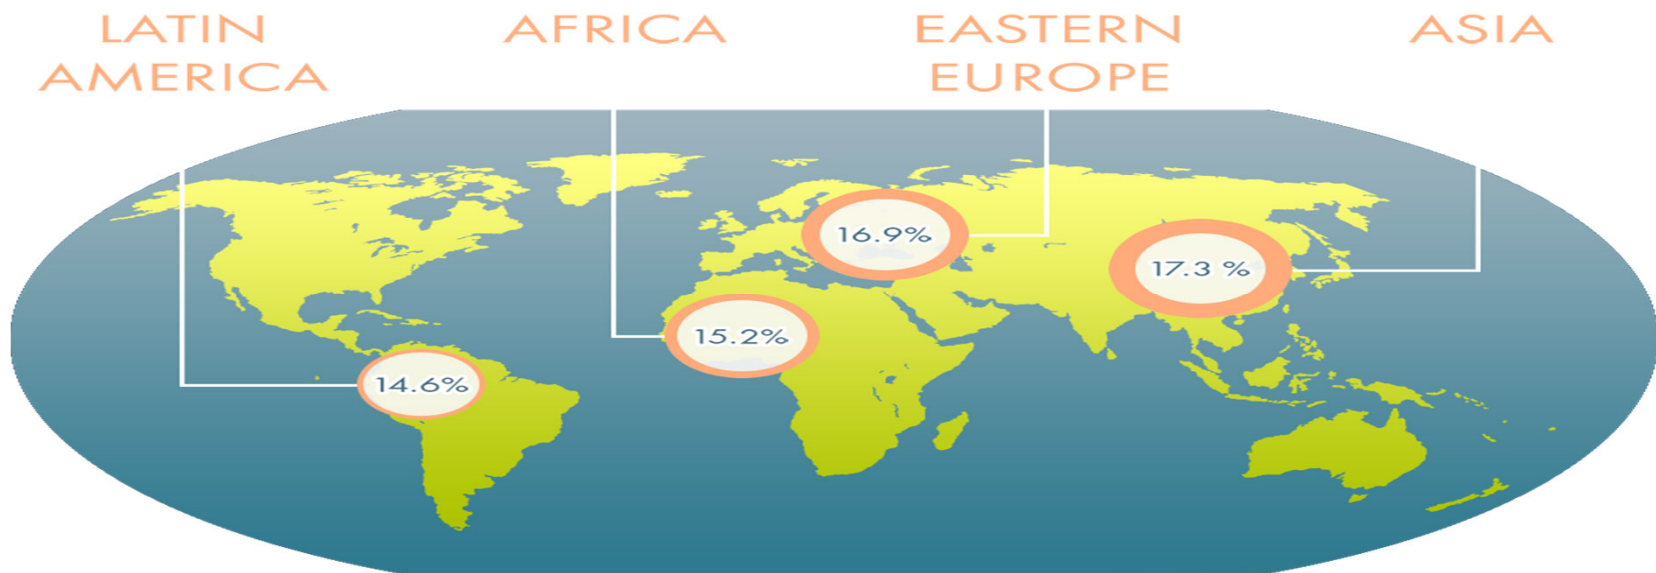 LATIN
AMERICA
AFRICA
EASTERN
EUROPE
ASIA
16.9%
17.3 %
15.2%
14.6%